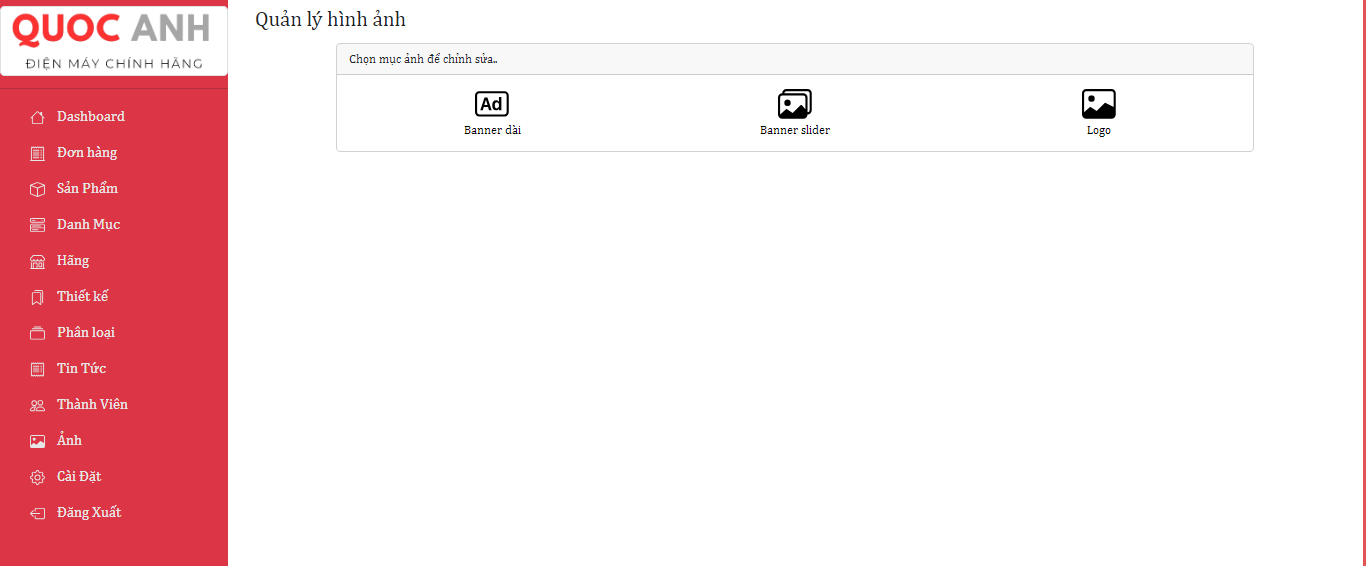 QUOC ANH
ĐIỆN MÁY CHÍNH HÃNG
Dashboard
Đơn hàng
Sản Phẩm
Danh Mục
Hãng
Thiết kế
Phân loại
Tin Tức
Thành Viên
Ảnh
Cài Đặt
Đăng Xuất
Quản lý hình ảnh
Chọn mục ảnh để chỉnh sửa..
Ad
Banner dài
Banner slider
Logo